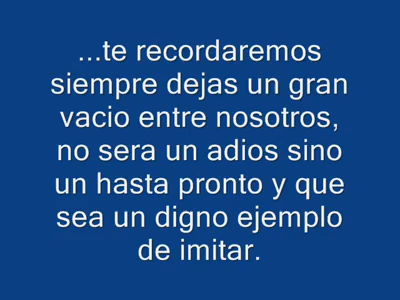 ...te recordaremos
siempre dejas un gran
vacio entre nosotros,
no sera un adios sino
un hasta pronto y que
sea un digno ejemplo
de imitar.